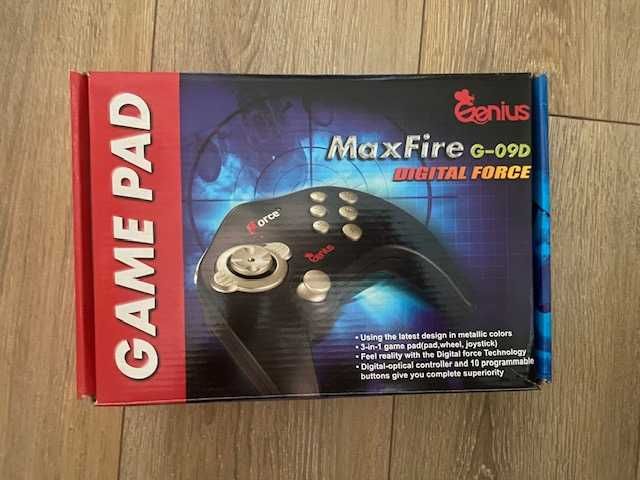 GAME PAD
Genius
MaxFire G-09D
DIGITAL FORCE
Force
Genius
• Using the latest design in metallic colors
• 3-in-1 game pad(pad,wheel, joystick)
• Feel reality with the Digital force Technology
• Digital-optical controller and 10 programmable
buttons give you complete superiority